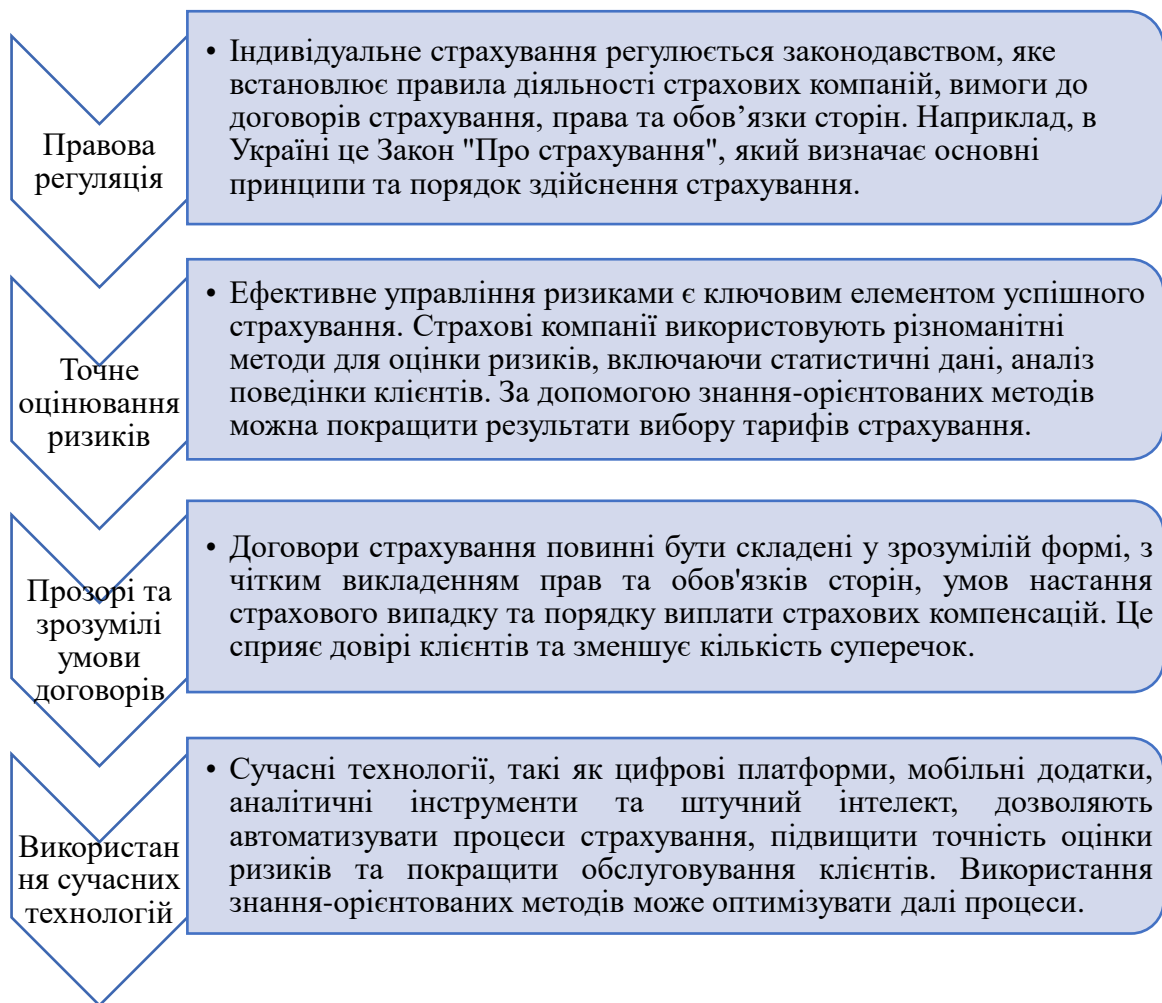 Правова
регуляція
• Індивідуальне страхування регулюється законодавством, яке
встановлює правила діяльності страхових компаній, вимоги до
договорів страхування, права та обов’язки сторін. Наприклад, в
Україні це Закон "Про страхування", який визначає основні
принципи та порядок здійснення страхування.
Точне
оцінювання
ризиків
• Ефективне управління ризиками є ключовим елементом успішного
страхування. Страхові компанії використовують різноманітні
методи для оцінки ризиків, включаючи статистичні дані, аналіз
поведінки клієнтів. За допомогою знання-орієнтованих методів
можна покращити результати вибору тарифів страхування.
Прозорі та
зрозумілі
умови
договорів
• Договори страхування повинні бути складені у зрозумілій формі, з
чітким викладенням прав та обов'язків сторін, умов настання
страхового випадку та порядку виплати страхових компенсацій. Це
сприяє довірі клієнтів та зменшує кількість суперечок.
Використан
ня сучасних
технологій
• Сучасні технології, такі як цифрові платформи, мобільні додатки,
аналітичні інструменти та штучний інтелект, дозволяють
автоматизувати процеси страхування, підвищити точність оцінки
ризиків та покращити обслуговування клієнтів. Використання
знання-орієнтованих методів може оптимізувати далі процеси.